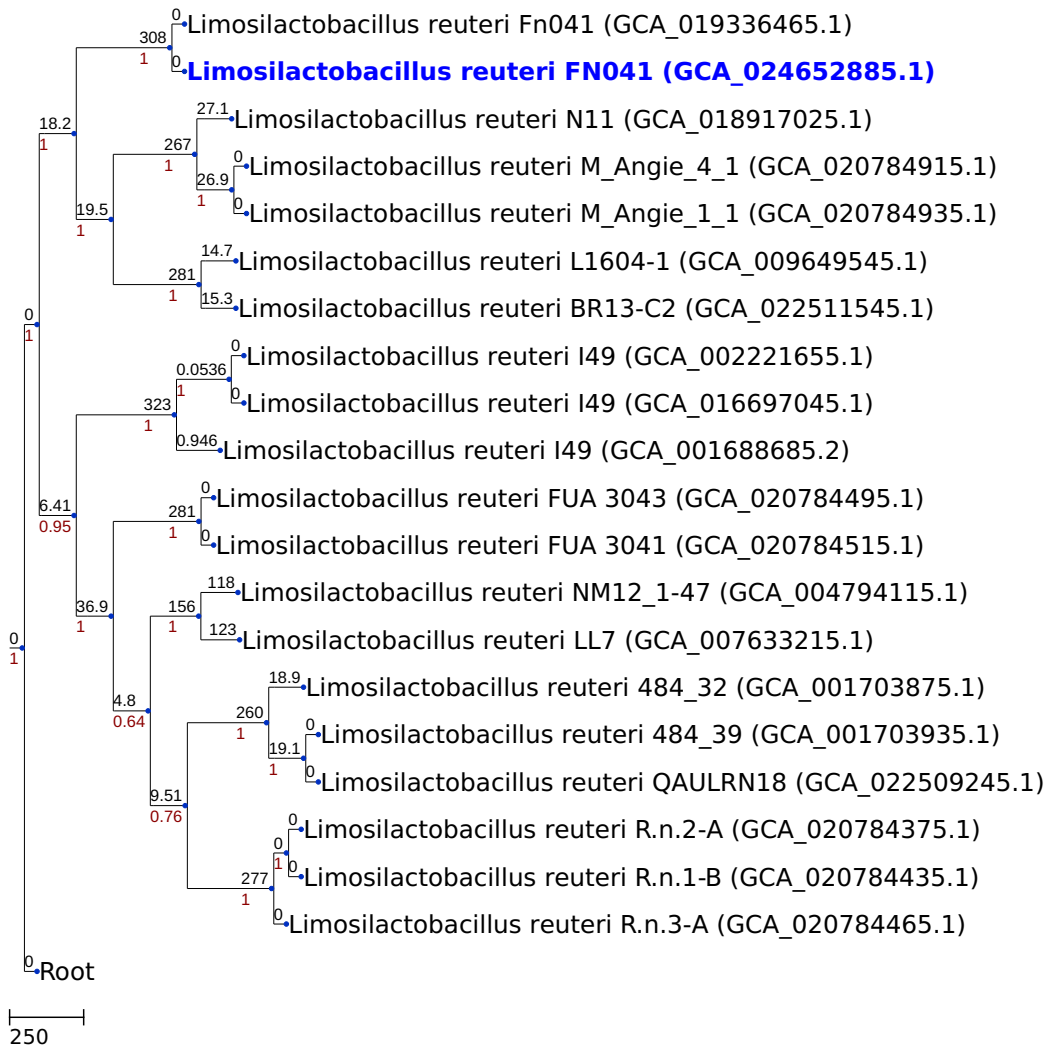 0
Limosilactobacillus reuteri Fn041 (GCA_019336465.1)
308
1
0
Limosilactobacillus reuteri FN041 (GCA_024652885.1)
27.1
Limosilactobacillus reuteri N11 (GCA_018917025.1)
18.2
1
267
1
0
Limosilactobacillus reuteri M_Angie_4_1 (GCA_020784915.1)
26.9
1
0
Limosilactobacillus reuteri M_Angie_1_1 (GCA_020784935.1)
19.5
1
14.7
Limosilactobacillus reuteri L1604-1 (GCA_009649545.1)
281
1
15.3
Limosilactobacillus reuteri BR13-C2 (GCA_022511545.1)
0
1
0
Limosilactobacillus reuteri I49 (GCA_002221655.1)
0.0536
1
0
Limosilactobacillus reuteri I49 (GCA_016697045.1)
323
1
0.946
Limosilactobacillus reuteri I49 (GCA_001688685.2)
0
Limosilactobacillus reuteri FUA 3043 (GCA_020784495.1)
6.41
0.95
281
1
0
Limosilactobacillus reuteri FUA 3041 (GCA_020784515.1)
118
Limosilactobacillus reuteri NM12_1-47 (GCA_004794115.1)
36.9
1
156
1
123
Limosilactobacillus reuteri LL7 (GCA_007633215.1)
0
1
18.9
Limosilactobacillus reuteri 484_32 (GCA_001703875.1)
4.8
0.64
260
1
0
Limosilactobacillus reuteri 484_39 (GCA_001703935.1)
19.1
1
0
Limosilactobacillus reuteri QAULRN18 (GCA_022509245.1)
9.51
0.76
0
Limosilactobacillus reuteri R.n.2-A (GCA_020784375.1)
0
1
0
Limosilactobacillus reuteri R.n.1-B (GCA_020784435.1)
277
1
0
Limosilactobacillus reuteri R.n.3-A (GCA_020784465.1)
0
Root
250